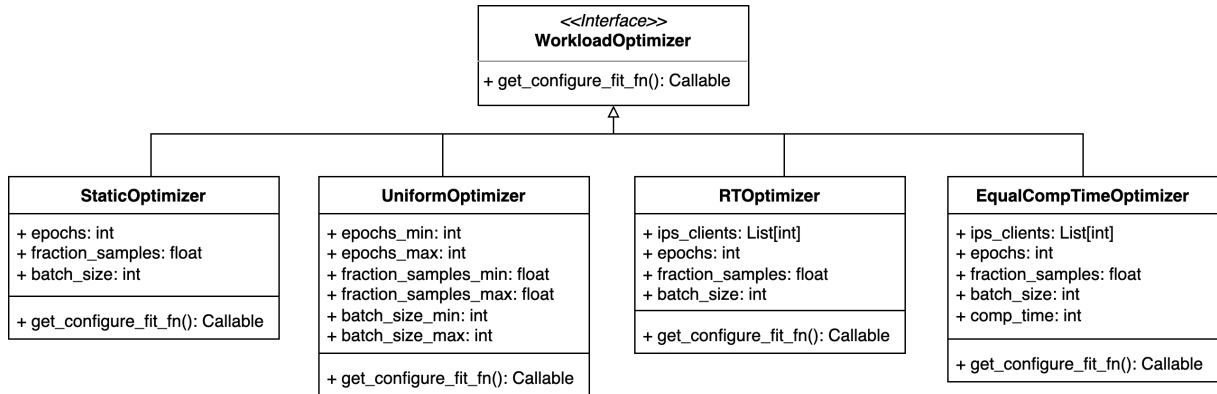 <<Interface>>
WorkloadOptimizer
+ get_configure_fit_fn(): Callable
StaticOptimizer
+ epochs: int
+ fraction_samples: float
+ batch_size: int
+ get_configure_fit_fn(): Callable
UniformOptimizer
+ epochs_min: int
+ epochs_max: int
+ fraction_samples_min: float
+ fraction_samples_max: float
+ batch_size_min: int
+ batch_size_max: int
+ get_configure_fit_fn(): Callable
RTOptimizer
+ ips_clients: List[int]
+ epochs: int
+ fraction_samples: float
+ batch_size: int
+ get_configure_fit_fn(): Callable
EqualCompTimeOptimizer
+ ips_clients: List[int]
+ epochs: int
+ fraction_samples: float
+ batch_size: int
+ comp_time: int
+ get_configure_fit_fn(): Callable